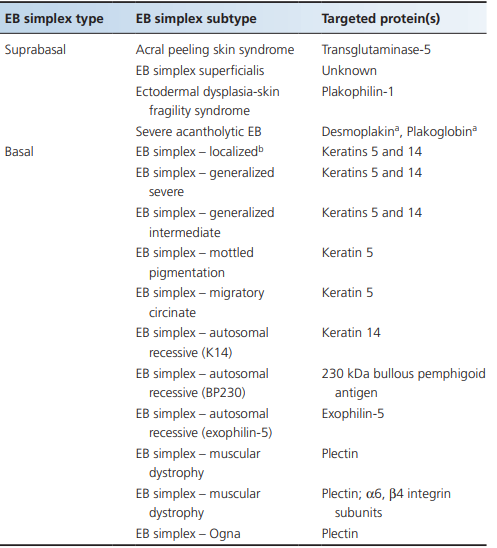 EB simplex type EB simplex subtype Targeted protein(s)
Suprabasal Acral peeling skin syndrome Transglutaminase-5
EB simplex superficialis Unknown
Ectodermal dysplasia-skin Plakophilin-1
fragility syndrome
Severe acantholytic EB Desmoplakinᵃ, Plakoglobinᵃ
Basal EB simplex – localizedᵇ Keratins 5 and 14
EB simplex – generalized Keratins 5 and 14
severe
EB simplex – generalized Keratins 5 and 14
intermediate
EB simplex – mottled Keratin 5
pigmentation
EB simplex – migratory Keratin 5
circinate
EB simplex – autosomal Keratin 14
recessive (K14)
EB simplex – autosomal 230 kDa bullous pemphigoid
recessive (BP230) antigen
EB simplex – autosomal Exophilin-5
recessive (exophilin-5)
EB simplex – muscular Plectin
dystrophy
EB simplex – muscular Plectin; α6, β4 integrin
dystrophy subunits
EB simplex – Ogna Plectin